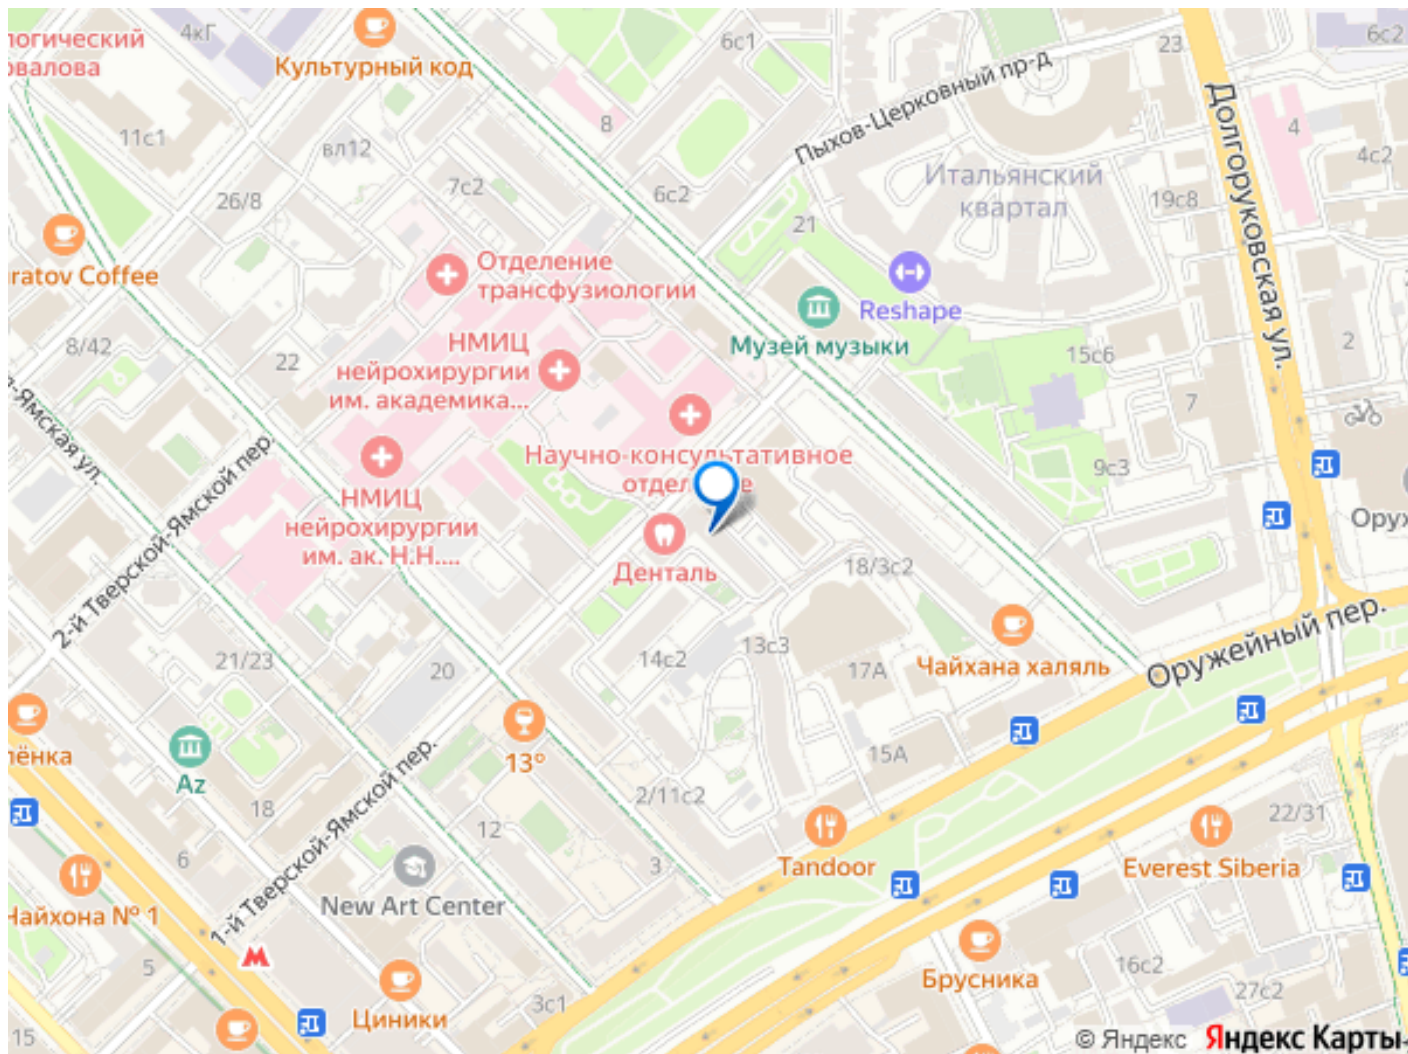 4кГ
логический
овалова
Культурный код
6с1
23
6с2
Долгоруковская ул.
Пыхов-Церковный пр-д
11с1
вл12
8
4
4с2
26/8
7с2
6с2
Итальянский
квартал
19с8
21
ratov Coffee
Отделение
трансфузиологии
Reshape
Музей музыки
8/42
22
НМИЦ
нейрохирургии
им. академика...
15с6
2
7
-Ямская ул.
2-й Тверской-Ямской пер.
Научно-консультативное
9с3
НМИЦ
нейрохирургии
им. ак. Н.Н....
Денталь
18/3с2
Оруж
Оружейный пер.
21/23
20
14с2
13с3
17А
Чайхана халяль
лёнка
Az
13°
15А
18
2/11с2
12
3
6
1-й Тверской-Ямской пер.
Tandoor
22/31
Everest Siberia
Чайхона № 1
New Art Center
5
Брусника
16с2
27с2
3с1
Циники
15
© Яндекс Яндекс Карты